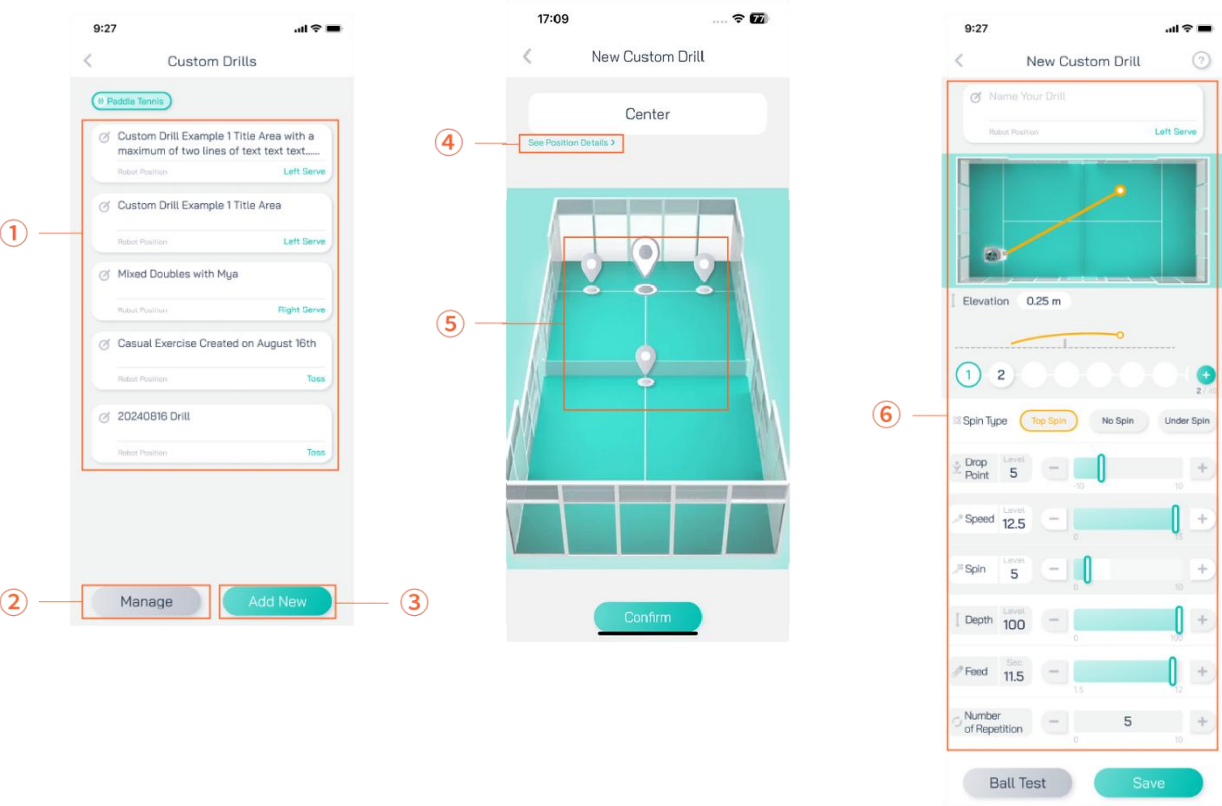 9:27
Custom Drills
Paddle Tennis
Custom Drill Example 1 Title Area with a
maximum of two lines of text text text......
Robot Position
Left Serve
Custom Drill Example 1 Title Area
Robot Position
Left Serve
Mixed Doubles with Mya
Robot Position
Right Serve
Casual Exercise Created on August 16th
Robot Position
Toss
20240816 Drill
Robot Position
Toss
Manage
Add New
①
②
③
17:09
77
New Custom Drill
Center
See Position Details >
Confirm
④
⑤
9:27
New Custom Drill
?
Name Your Drill
Robot Position
Left Serve
Elevation 0.25 m
1 2
+
Spin Type Top Spin No Spin Under Spin
Drop Point Level 5 − +
-10 10
Speed Level 12.5 − +
0 15
Spin Level 5 − +
0 10
Depth Level 100 − +
0 100
Feed Sec 11.5 − +
1.5 12
Number of Repetition − 5 +
0 10
Ball Test
Save
⑥